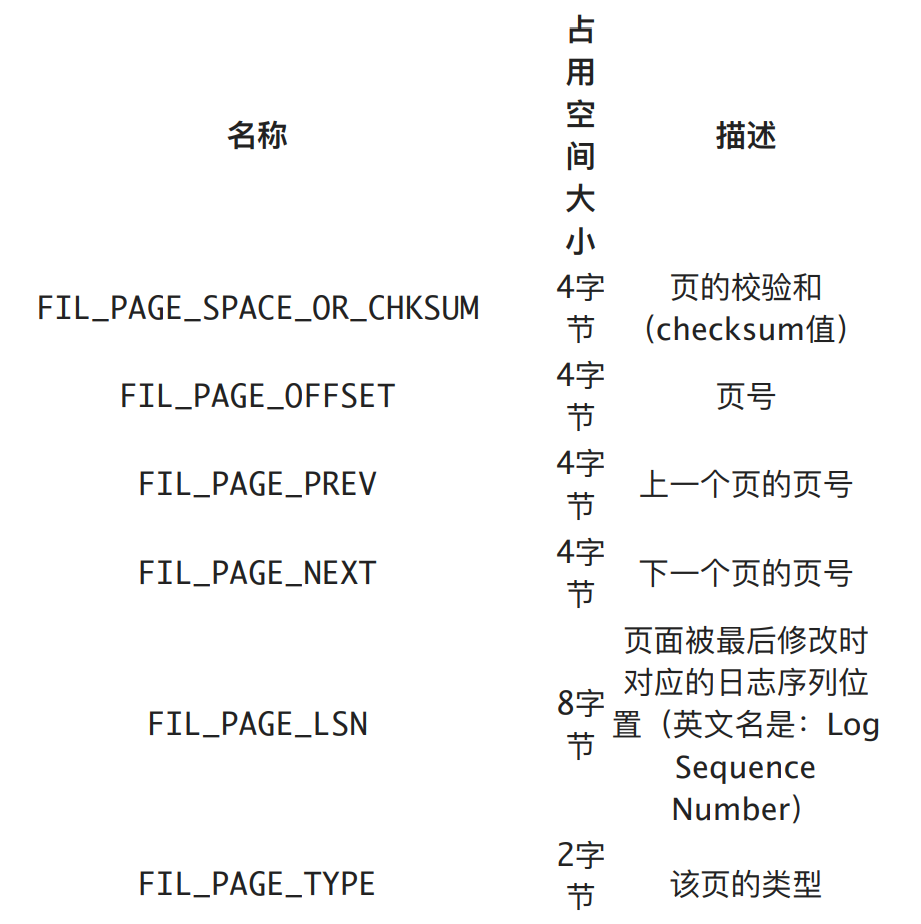 名称 占用空间大小 描述
FIL_PAGE_SPACE_OR_CHKSUM 4字节 页的校验和（checksum值）
FIL_PAGE_OFFSET 4字节 页号
FIL_PAGE_PREV 4字节 上一个页的页号
FIL_PAGE_NEXT 4字节 下一个页的页号
FIL_PAGE_LSN 8字节 页面被最后修改时对应的日志序列位置（英文名是：Log Sequence Number）
FIL_PAGE_TYPE 2字节 该页的类型